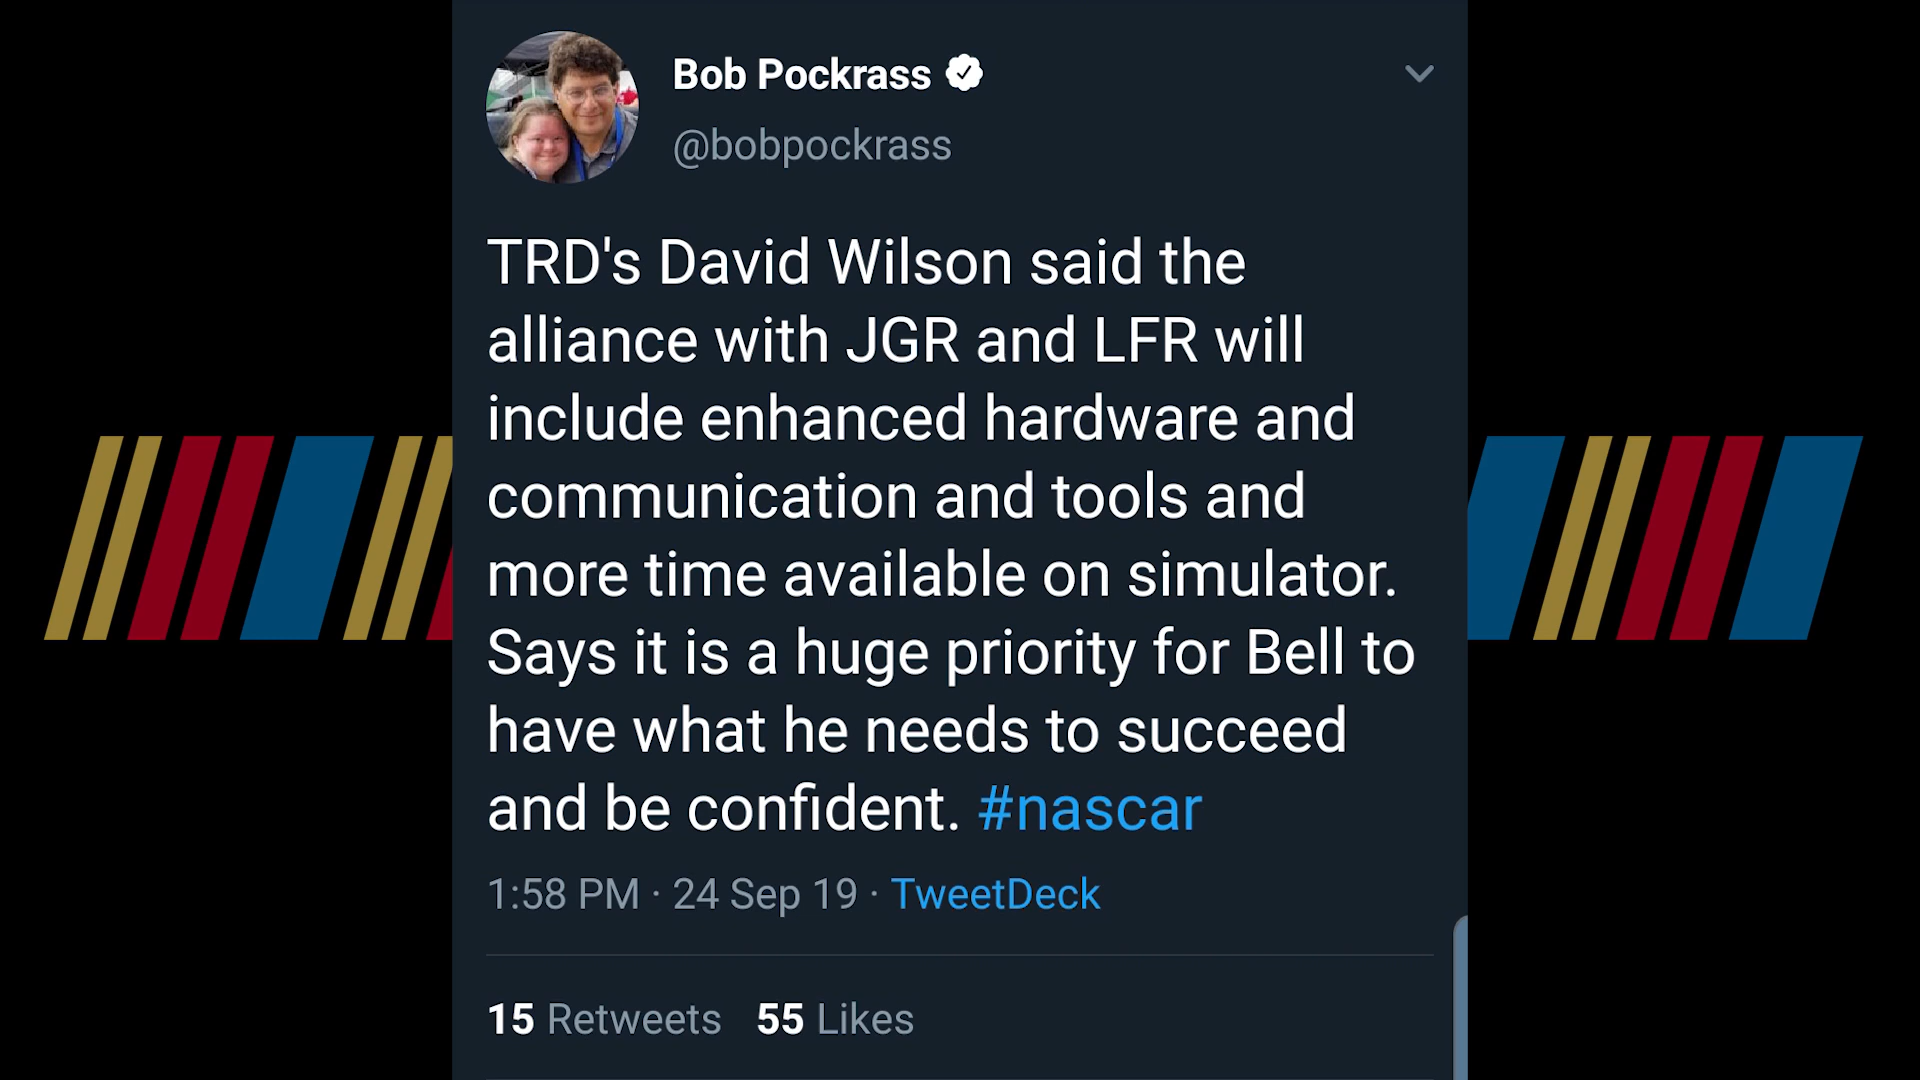 Bob Pockrass
@bobpockrass
TRD's David Wilson said the
alliance with JGR and LFR will
include enhanced hardware and
communication and tools and
more time available on simulator.
Says it is a huge priority for Bell to
have what he needs to succeed
and be confident. #nascar
1:58 PM · 24 Sep 19 · TweetDeck
15 Retweets 55 Likes